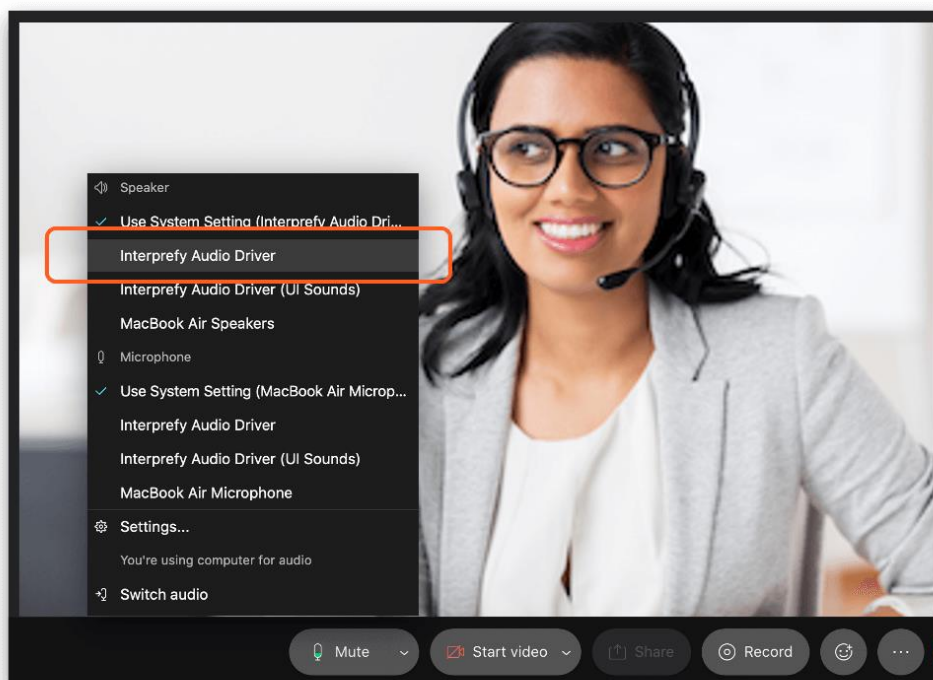 Speaker
Use System Setting (Interprefy Audio Dri...
Interprefy Audio Driver
Interprefy Audio Driver (UI Sounds)
MacBook Air Speakers
Microphone
Use System Setting (MacBook Air Microp...
Interprefy Audio Driver
Interprefy Audio Driver (UI Sounds)
MacBook Air Microphone
Settings...
You're using computer for audio
Switch audio
Mute
Start video
Share
Record